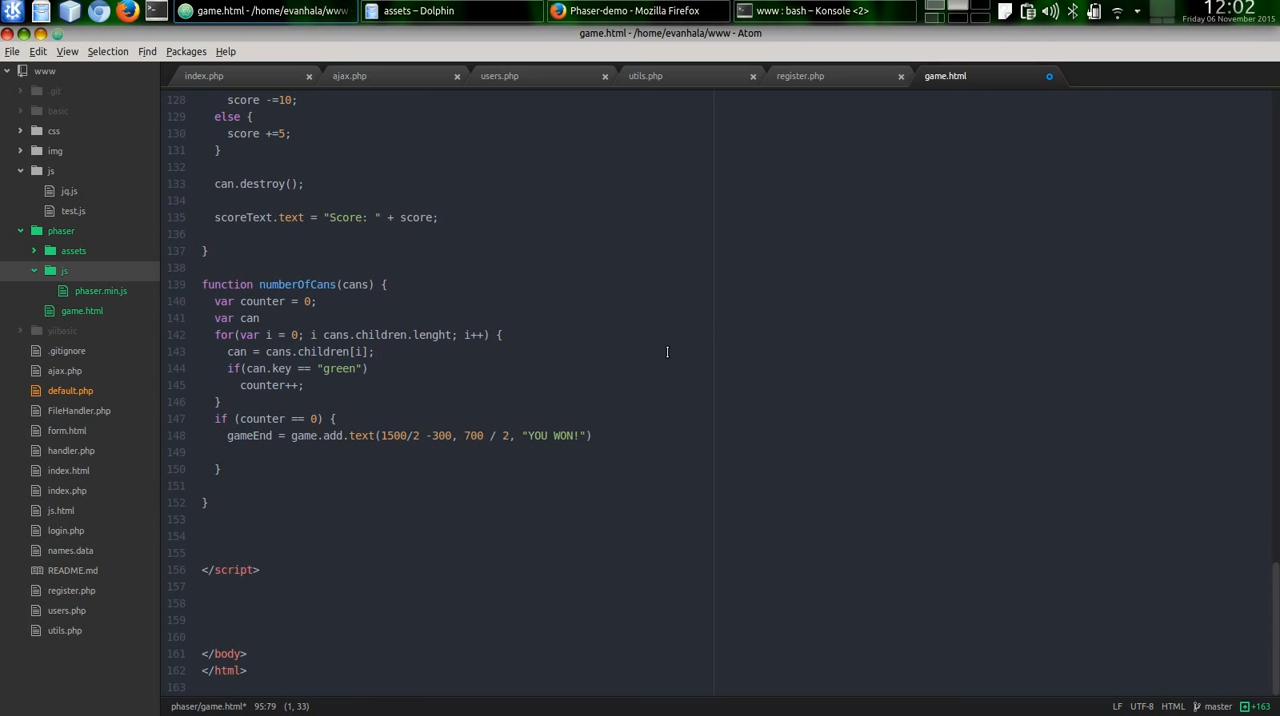 game.html - /home/evanhala/www
assets – Dolphin
Phaser-demo - Mozilla Firefox
www : bash – Konsole <2>
12:02
Friday 06 November 2015
game.html - /home/evanhala/www - Atom
File Edit View Selection Find Packages Help
www
.git
basic
css
img
js
jq.js
test.js
phaser
assets
js
phaser.min.js
game.html
yiibasic
.gitignore
ajax.php
default.php
FileHandler.php
form.html
handler.php
index.html
index.php
js.html
login.php
names.data
README.md
register.php
users.php
utils.php
index.php ajax.php users.php utils.php register.php game.html
128 score -=10;
129 else {
130 score +=5;
131 }
132
133 can.destroy();
134
135 scoreText.text = "Score: " + score;
136
137 }
138
139 function numberOfCans(cans) {
140 var counter = 0;
141 var can
142 for(var i = 0; i cans.children.lenght; i++) {
143 can = cans.children[i];
144 if(can.key == "green")
145 counter++;
146 }
147 if (counter == 0) {
148 gameEnd = game.add.text(1500/2 -300, 700 / 2, "YOU WON!")
149
150 }
151
152 }
153
154
155
156 </script>
157
158
159
160
161 </body>
162 </html>
163
phaser/game.html* 95:79 (1, 33) LF UTF-8 HTML master +163